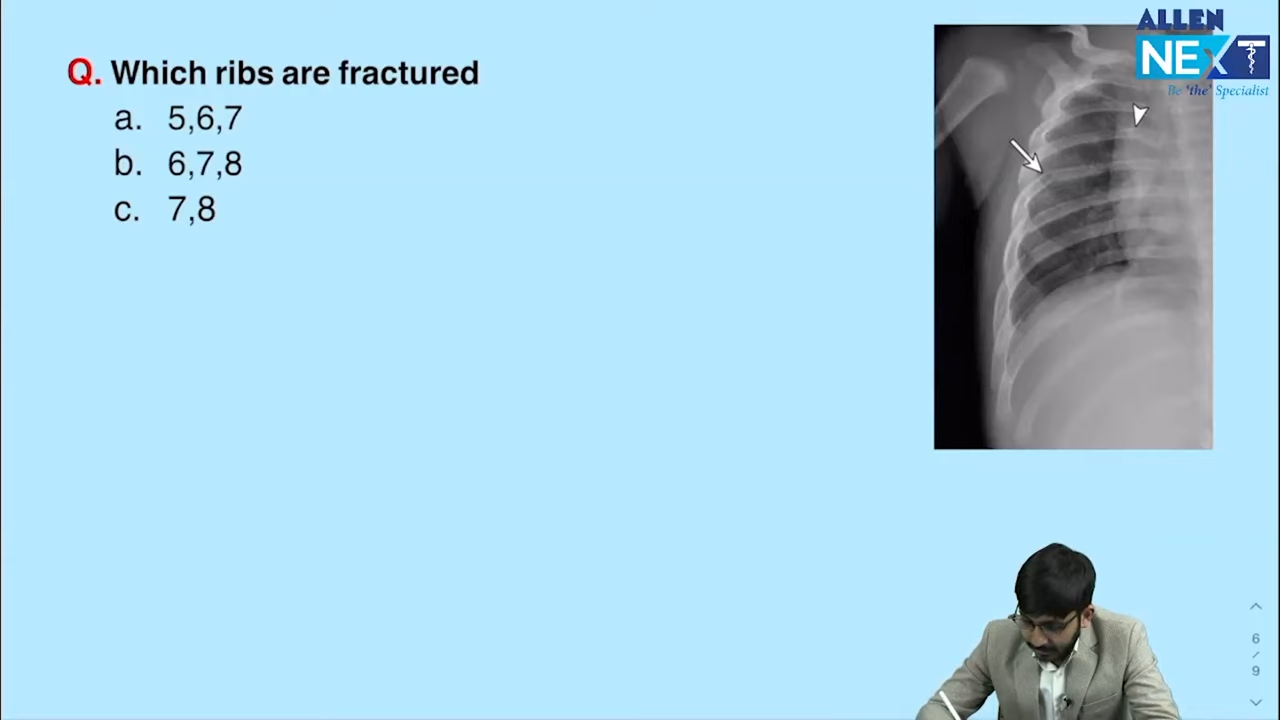 ALLEN
NEXT
Be 'the' Specialist
Q. Which ribs are fractured
a. 5,6,7
b. 6,7,8
c. 7,8
6
/
9